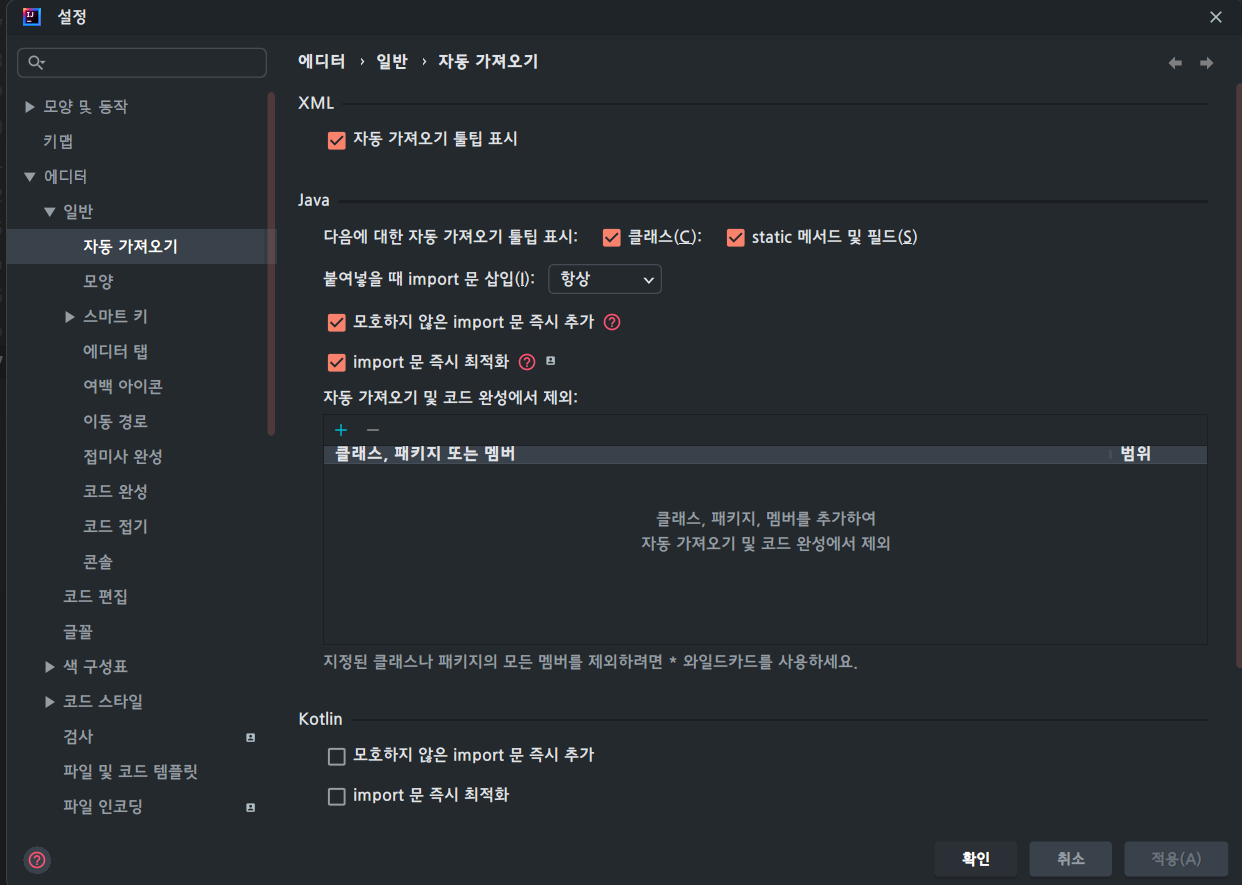 설정
에디터 › 일반 › 자동 가져오기
모양 및 동작
키맵
에디터
일반
자동 가져오기
모양
스마트 키
에디터 탭
여백 아이콘
이동 경로
접미사 완성
코드 완성
코드 접기
콘솔
코드 편집
글꼴
색 구성표
코드 스타일
검사
파일 및 코드 템플릿
파일 인코딩
XML
자동 가져오기 툴팁 표시
Java
다음에 대한 자동 가져오기 툴팁 표시: 클래스(C): static 메서드 및 필드(S)
붙여넣을 때 import 문 삽입(I): 항상
모호하지 않은 import 문 즉시 추가 ?
import 문 즉시 최적화 ?
자동 가져오기 및 코드 완성에서 제외:
클래스, 패키지 또는 멤버 범위
클래스, 패키지, 멤버를 추가하여
자동 가져오기 및 코드 완성에서 제외
지정된 클래스나 패키지의 모든 멤버를 제외하려면 * 와일드카드를 사용하세요.
Kotlin
모호하지 않은 import 문 즉시 추가
import 문 즉시 최적화
? 확인 취소 적용(A)